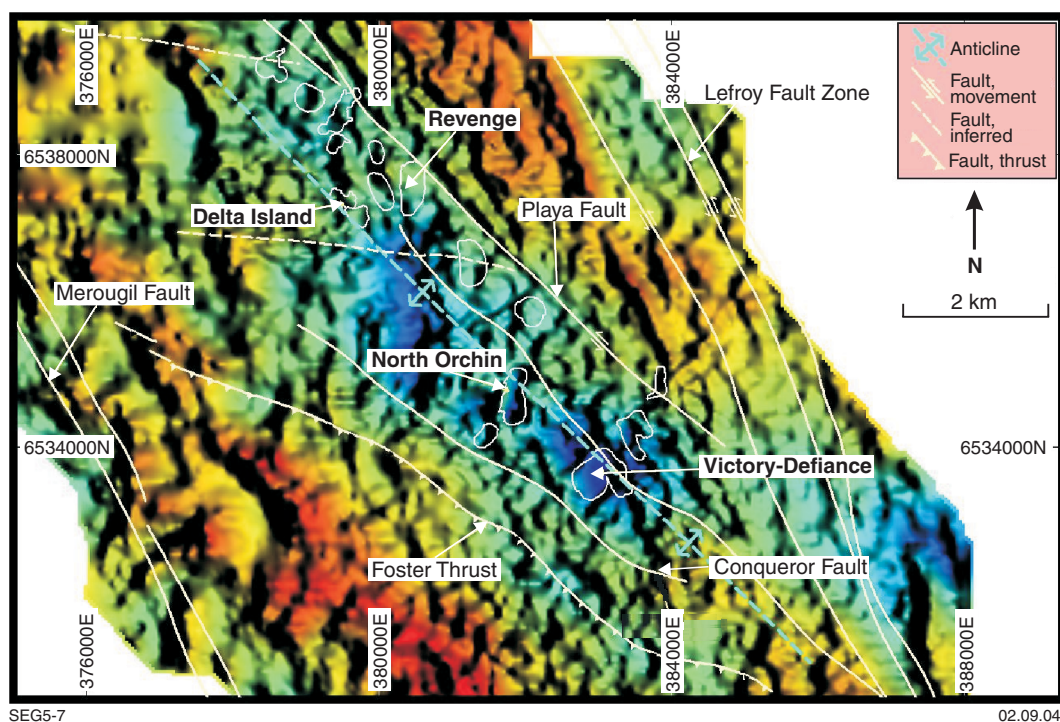 376000E
380000E
384000E
Anticline
Fault,
movement
Fault,
inferred
Fault, thrust
Lefroy Fault Zone
Revenge
6538000N
Delta Island
Playa Fault
N
2 km
Merougil Fault
North Orchin
6534000N
6534000N
Victory-Defiance
Foster Thrust
Conqueror Fault
376000E
380000E
384000E
388000E
SEG5-7
02.09.04